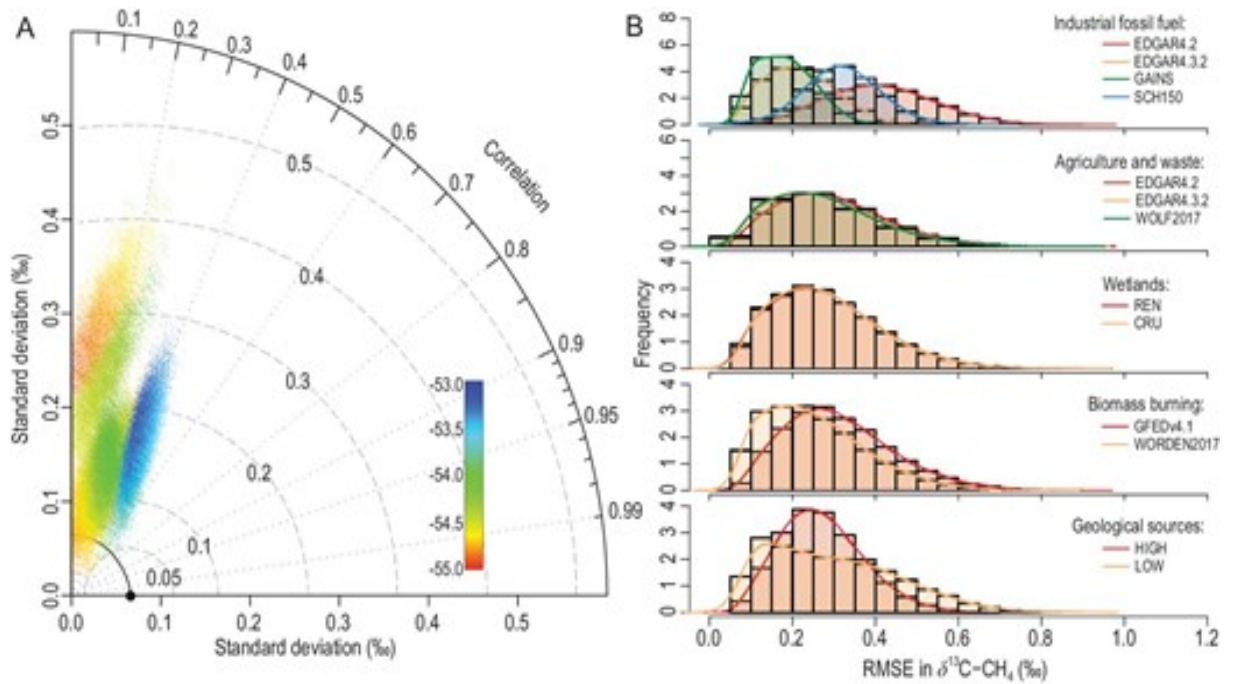 A
0.1
0.2
0.3
0.4
0.5
0.6
0.7
0.8
0.9
0.95
0.99
Correlation
0.5
0.4
0.3
0.2
0.1
0.05
Standard deviation (‰)
0.5
0.4
0.3
0.2
0.1
0.0
-53.0
-53.5
-54.0
-54.5
-55.0
0.0 0.1 0.2 0.3 0.4 0.5
Standard deviation (‰)
B
Frequency
8
6
4
2
0
Industrial fossil fuel:
EDGAR4.2
EDGAR4.3.2
GAINS
SCH150
6
4
3
2
1
0
Agriculture and waste:
EDGAR4.2
EDGAR4.3.2
WOLF2017
4
3
2
1
0
Wetlands:
REN
CRU
4
3
2
1
0
Biomass burning:
GFEDv4.1
WORDEN2017
4
3
2
1
0
Geological sources:
HIGH
LOW
0.0 0.2 0.4 0.6 0.8 1.0 1.2
RMSE in δ¹³C−CH₄ (‰)